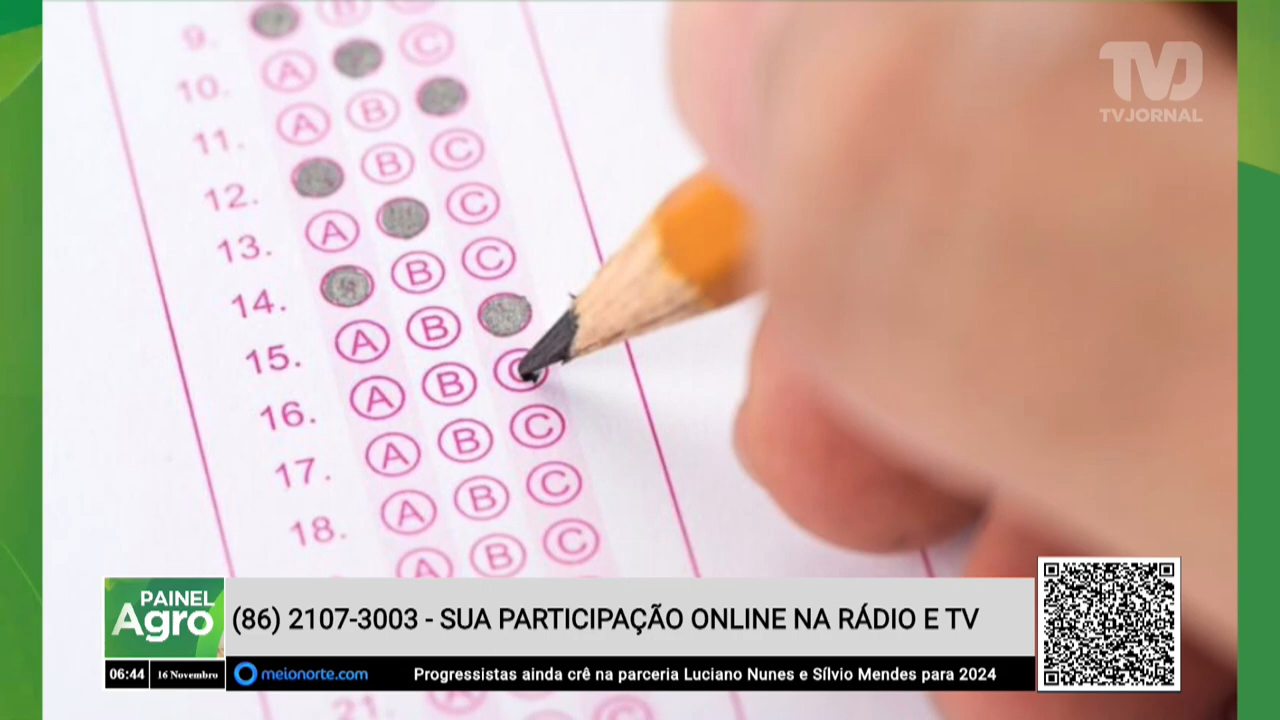 9.
C
10. A
11. A B
12. B C
13. A C
14. B C
15. A B
16. A B C
17. A B C
18. A B C
A B C
21.
TVJORNAL
PAINEL
Agro
(86) 2107-3003 - SUA PARTICIPAÇÃO ONLINE NA RÁDIO E TV
06:44
16 Novembro
meionorte.com
Progressistas ainda crê na parceria Luciano Nunes e Sílvio Mendes para 2024